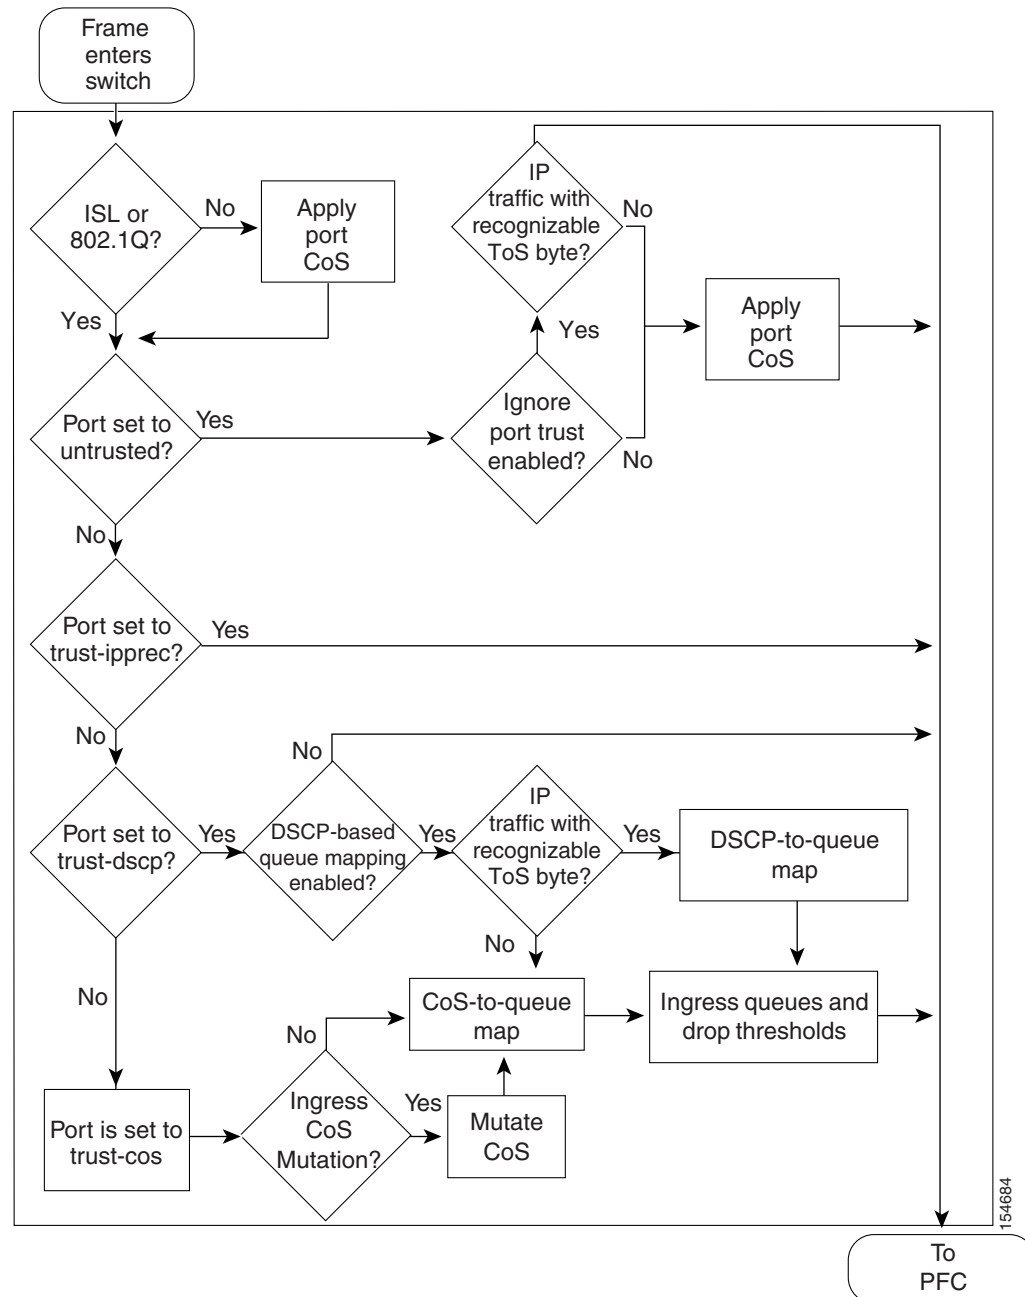 Frame
enters
switch
ISL or
802.1Q?
No
Apply
port
CoS
Yes
IP
traffic with
recognizable
ToS byte?
No
Yes
Apply
port
CoS
Port set to
untrusted?
Yes
Ignore
port trust
enabled?
No
No
Port set to
trust-ipprec?
Yes
No
Port set to
trust-dscp?
Yes
No
DSCP-based
queue mapping
enabled?
Yes
IP
traffic with
recognizable
ToS byte?
Yes
DSCP-to-queue
map
No
No
CoS-to-queue
map
Ingress queues and
drop thresholds
Port is set to
trust-cos
No
Ingress
CoS
Mutation?
Yes
Mutate
CoS
154684
To
PFC